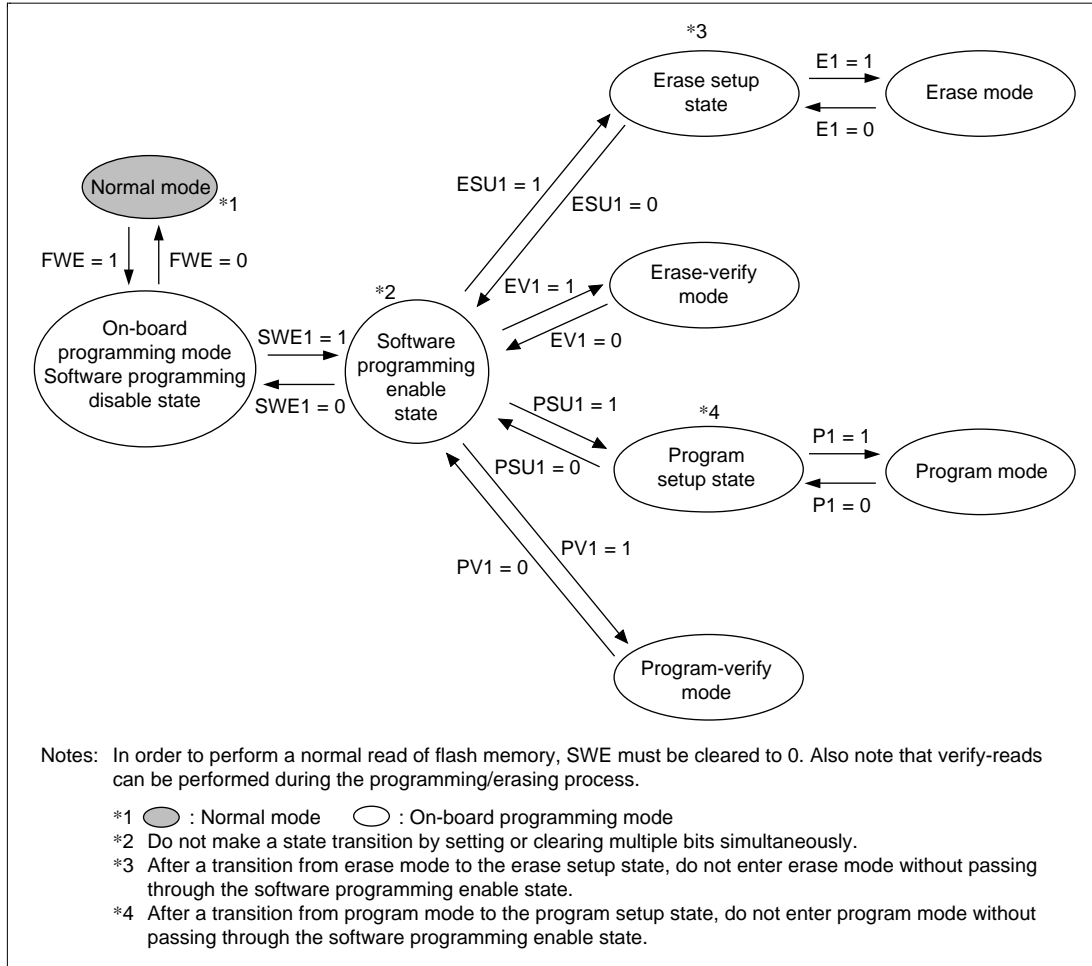 *3
Erase setup
state
E1 = 1
E1 = 0
Erase mode
Normal mode
*1
FWE = 1
FWE = 0
ESU1 = 1
ESU1 = 0
*2
EV1 = 1
EV1 = 0
Erase-verify
mode
On-board
programming mode
Software programming
disable state
SWE1 = 1
SWE1 = 0
Software
programming
enable
state
PSU1 = 1
PSU1 = 0
*4
Program
setup state
P1 = 1
P1 = 0
Program mode
PV1 = 1
PV1 = 0
Program-verify
mode
Notes: In order to perform a normal read of flash memory, SWE must be cleared to 0. Also note that verify-reads
can be performed during the programming/erasing process.
*1 : Normal mode : On-board programming mode
*2 Do not make a state transition by setting or clearing multiple bits simultaneously.
*3 After a transition from erase mode to the erase setup state, do not enter erase mode without passing
through the software programming enable state.
*4 After a transition from program mode to the program setup state, do not enter program mode without
passing through the software programming enable state.